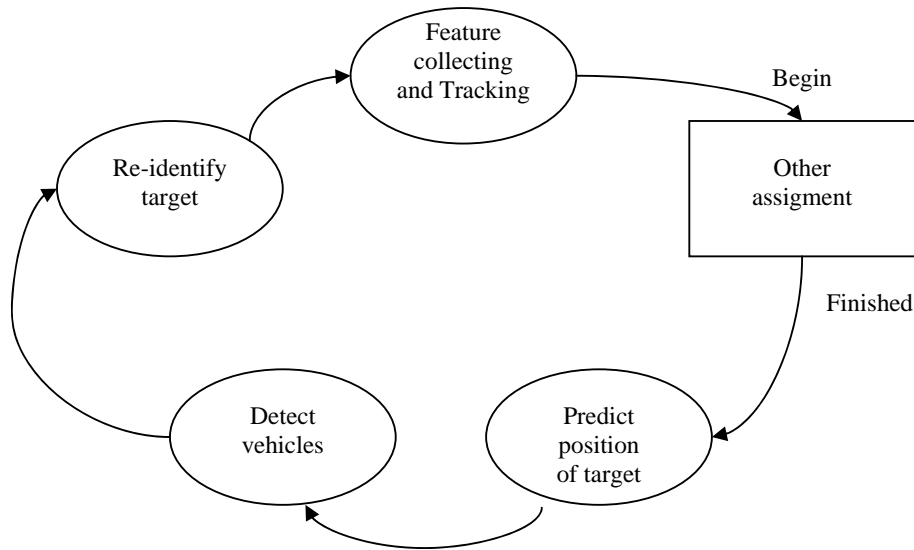 Feature
collecting
and Tracking
Begin
Re-identify
target
Other
assigment
Finished
Detect
vehicles
Predict
position
of target